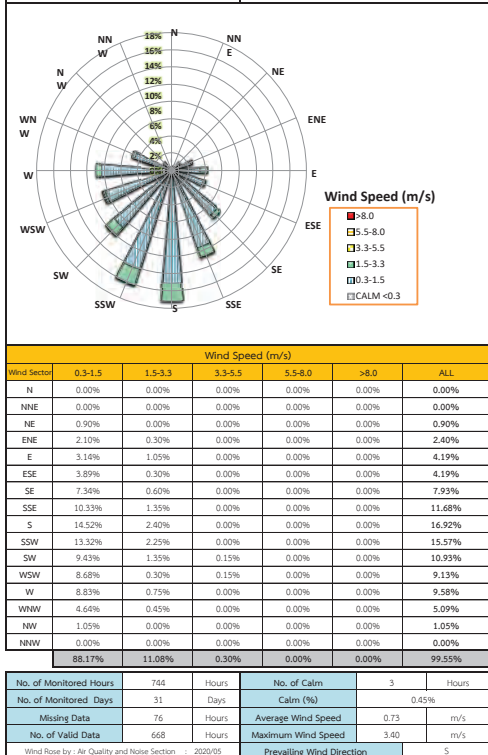 N
NN
E
NE
ENE
E
ESE
SE
SSE
S
SSW
SW
WSW
W
WN
W
N
W
NN
W
18%
16%
14%
12%
10%
8%
6%
4%
2%
0%
Wind Speed (m/s)
>8.0
5.5-8.0
3.3-5.5
1.5-3.3
0.3-1.5
CALM <0.3
Wind Speed (m/s)
Wind Sector 0.3-1.5 1.5-3.3 3.3-5.5 5.5-8.0 >8.0 ALL
N 0.00% 0.00% 0.00% 0.00% 0.00% 0.00%
NNE 0.00% 0.00% 0.00% 0.00% 0.00% 0.00%
NE 0.90% 0.00% 0.00% 0.00% 0.00% 0.90%
ENE 2.10% 0.30% 0.00% 0.00% 0.00% 2.40%
E 3.14% 1.05% 0.00% 0.00% 0.00% 4.19%
ESE 3.89% 0.30% 0.00% 0.00% 0.00% 4.19%
SE 7.34% 0.60% 0.00% 0.00% 0.00% 7.93%
SSE 10.33% 1.35% 0.00% 0.00% 0.00% 11.68%
S 14.52% 2.40% 0.00% 0.00% 0.00% 16.92%
SSW 13.32% 2.25% 0.00% 0.00% 0.00% 15.57%
SW 9.43% 1.35% 0.15% 0.00% 0.00% 10.93%
WSW 8.68% 0.30% 0.15% 0.00% 0.00% 9.13%
W 8.83% 0.75% 0.00% 0.00% 0.00% 9.58%
WNW 4.64% 0.45% 0.00% 0.00% 0.00% 5.09%
NW 1.05% 0.00% 0.00% 0.00% 0.00% 1.05%
NNW 0.00% 0.00% 0.00% 0.00% 0.00% 0.00%
88.17% 11.08% 0.30% 0.00% 0.00% 99.55%
No. of Monitored Hours 744 Hours No. of Calm 3 Hours
No. of Monitored Days 31 Days Calm (%) 0.45%
Missing Data 76 Hours Average Wind Speed 0.73 m/s
No. of Valid Data 668 Hours Maximum Wind Speed 3.40 m/s
Wind Rose by : Air Quality and Noise Section : 2020/05 Prevailing Wind Direction S